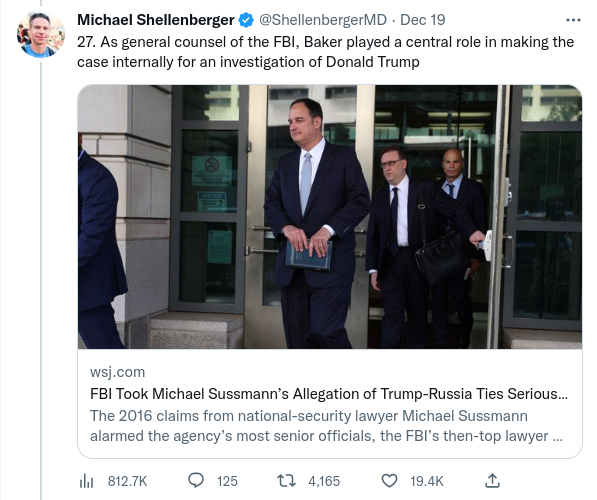 Michael Shellenberger @ShellenbergerMD · Dec 19 ···
27. As general counsel of the FBI, Baker played a central role in making the
case internally for an investigation of Donald Trump
wsj.com
FBI Took Michael Sussmann's Allegation of Trump-Russia Ties Serious...
The 2016 claims from national-security lawyer Michael Sussmann
alarmed the agency's most senior officials, the FBI's then-top lawyer ...
812.7K 125 4,165 19.4K